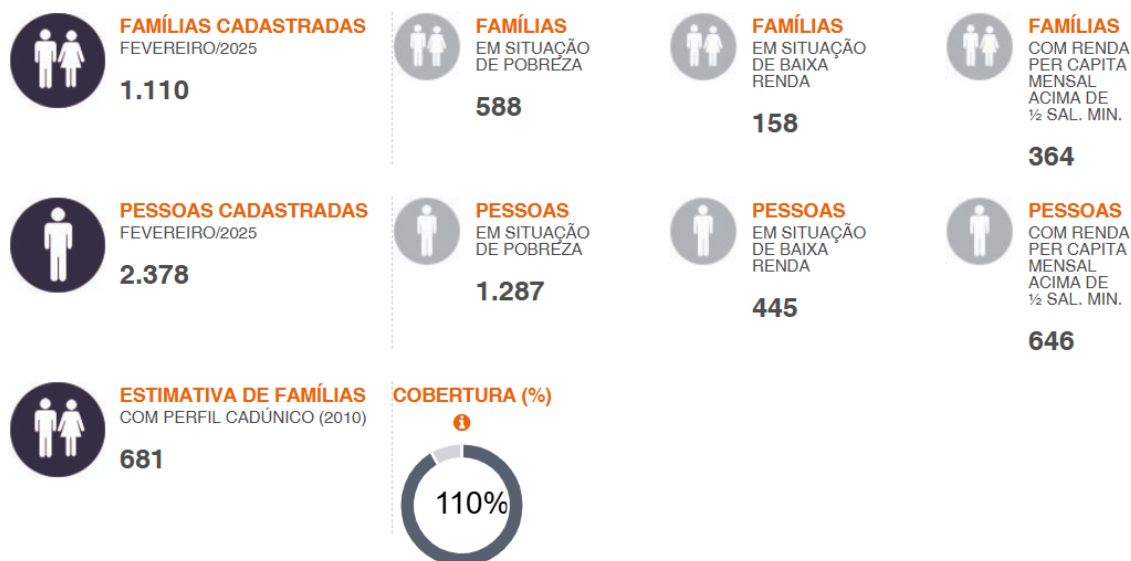 FAMÍLIAS CADASTRADAS
FEVEREIRO/2025
1.110
FAMÍLIAS
EM SITUAÇÃO
DE POBREZA
588
FAMÍLIAS
EM SITUAÇÃO
DE BAIXA
RENDA
158
FAMÍLIAS
COM RENDA
PER CAPITA
MENSAL
ACIMA DE
½ SAL. MIN.
364
PESSOAS CADASTRADAS
FEVEREIRO/2025
2.378
PESSOAS
EM SITUAÇÃO
DE POBREZA
1.287
PESSOAS
EM SITUAÇÃO
DE BAIXA
RENDA
445
PESSOAS
COM RENDA
PER CAPITA
MENSAL
ACIMA DE
½ SAL. MIN.
646
ESTIMATIVA DE FAMÍLIAS
COM PERFIL CADÚNICO (2010)
681
COBERTURA (%)
i
110%